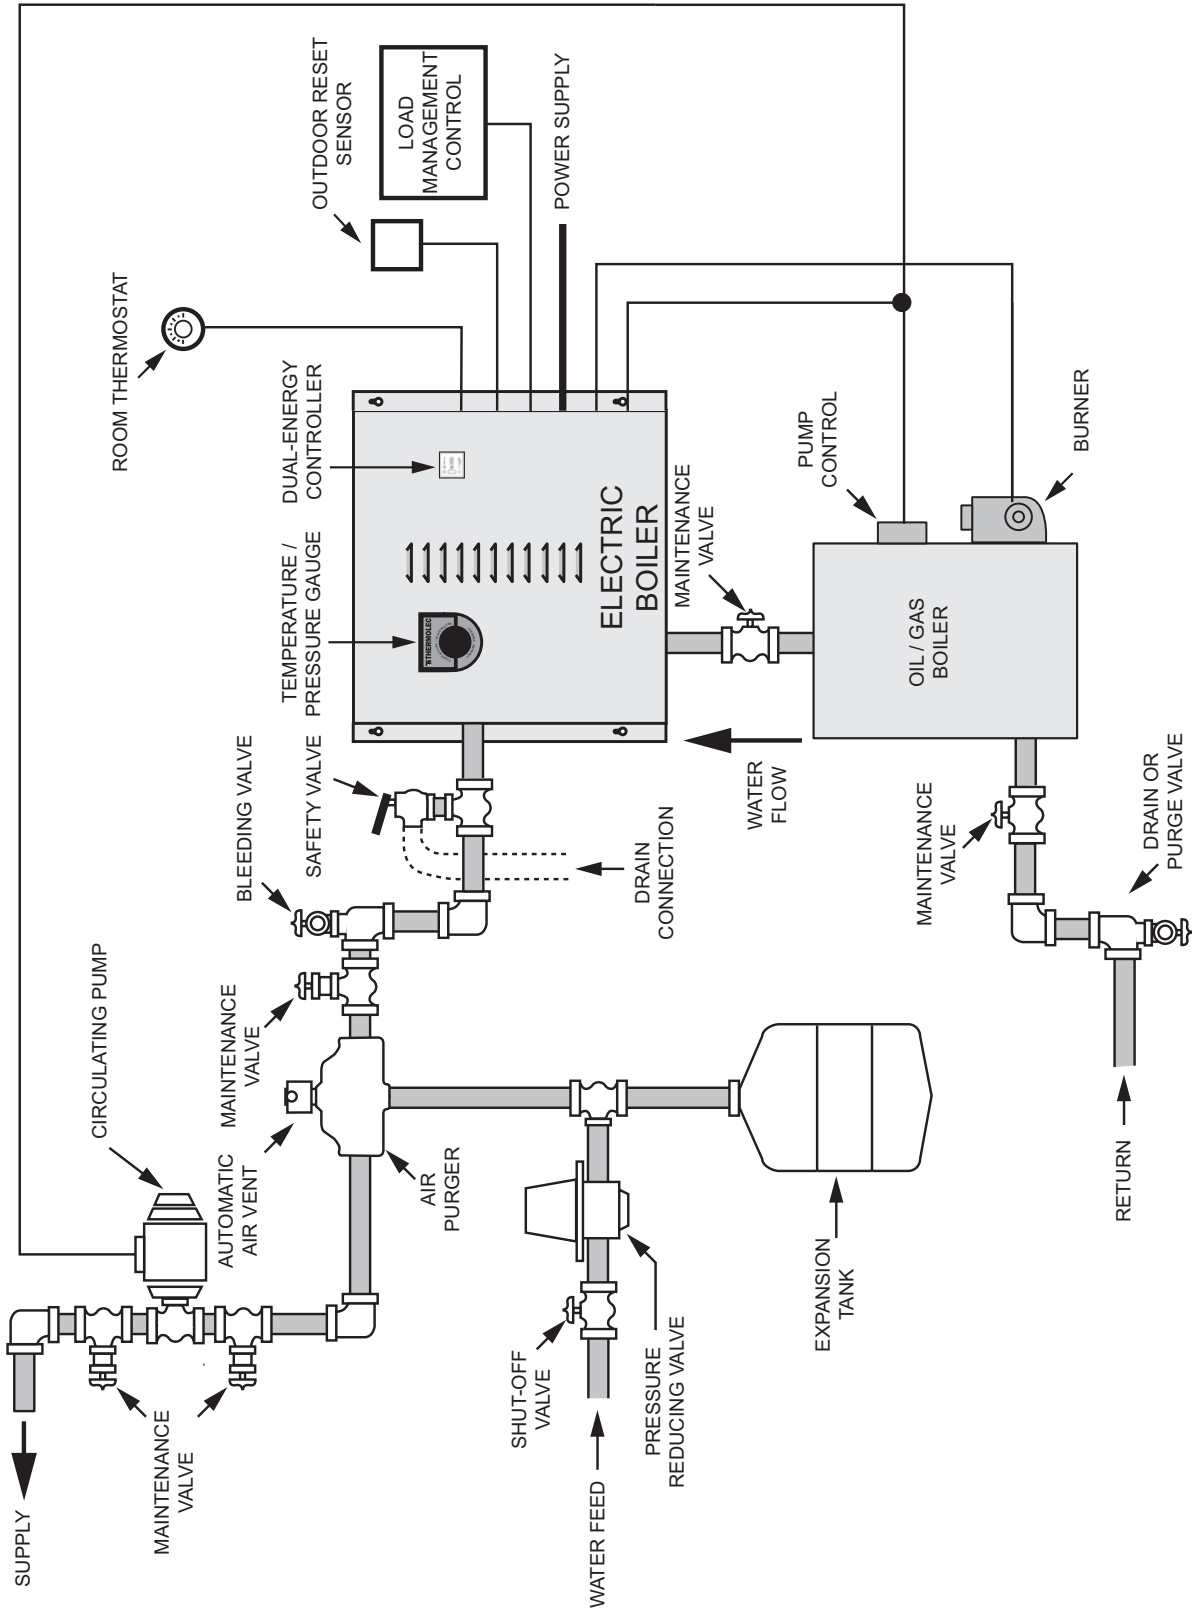 SUPPLY
CIRCULATING PUMP
ROOM THERMOSTAT
MAINTENANCE
VALVE
AUTOMATIC
AIR VENT
MAINTENANCE
VALVE
BLEEDING VALVE
SAFETY VALVE
TEMPERATURE /
PRESSURE GAUGE
DUAL-ENERGY
CONTROLLER
OUTDOOR RESET
SENSOR
LOAD
MANAGEMENT
CONTROL
THERMOLEC
AIR
PURGER
POWER SUPPLY
ELECTRIC
BOILER
SHUT-OFF
VALVE
WATER FEED
PRESSURE
REDUCING VALVE
DRAIN
CONNECTION
MAINTENANCE
VALVE
WATER
FLOW
PUMP
CONTROL
EXPANSION
TANK
MAINTENANCE
VALVE
OIL / GAS
BOILER
BURNER
RETURN
DRAIN OR
PURGE VALVE